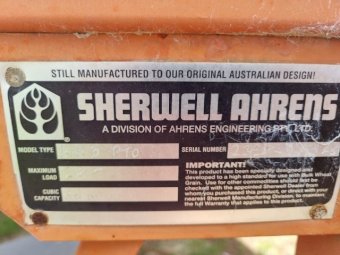 STILL MANUFACTURED TO OUR ORIGINAL AUSTRALIAN DESIGN!
SHERWELL AHRENS
A DIVISION OF AHRENS ENGINEERING PTY. LTD.
MODEL TYPE PTO SERIAL NUMBER
MAXIMUM LOAD
CUBIC CAPACITY
IMPORTANT!
This product has been specially designed and
developed to a high standard for use with Bulk Wheat
Grain. Use for other commodities should first be
checked with the appointed Sherwell Dealer from
whom you purchased this product, or direct with your
nearest Sherwell Manufacturing Division, to maintain
the full Warranty that applies to this product.